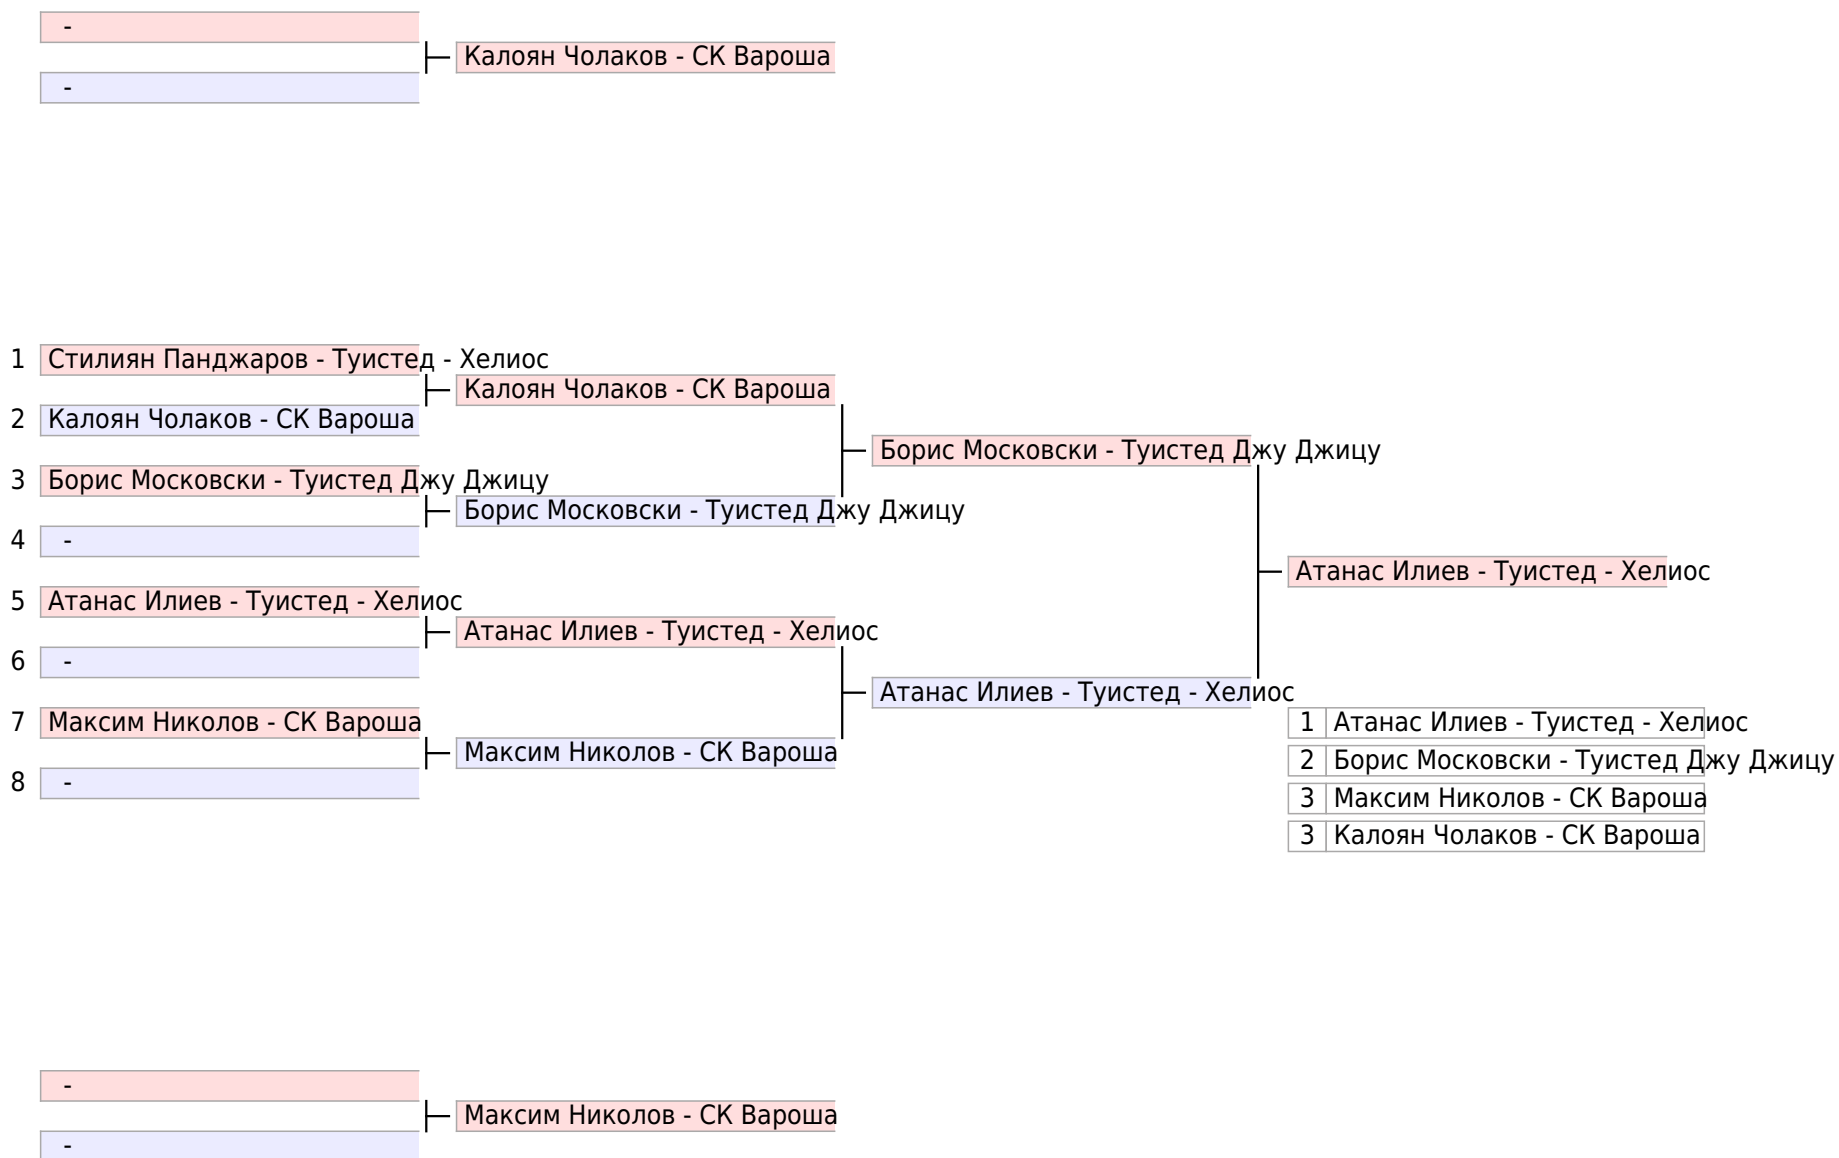 -
Калоян Чолаков - СК Вароша
-
1 Стилиян Панджаров - Туистед - Хелиос
Калоян Чолаков - СК Вароша
2 Калоян Чолаков - СК Вароша
Борис Московски - Туистед Джу Джицу
3 Борис Московски - Туистед Джу Джицу
Борис Московски - Туистед Джу Джицу
4 -
Атанас Илиев - Туистед - Хелиос
5 Атанас Илиев - Туистед - Хелиос
Атанас Илиев - Туистед - Хелиос
6 -
Атанас Илиев - Туистед - Хелиос
7 Максим Николов - СК Вароша
Максим Николов - СК Вароша
8 -
1 Атанас Илиев - Туистед - Хелиос
2 Борис Московски - Туистед Джу Джицу
3 Максим Николов - СК Вароша
3 Калоян Чолаков - СК Вароша
-
Максим Николов - СК Вароша
-